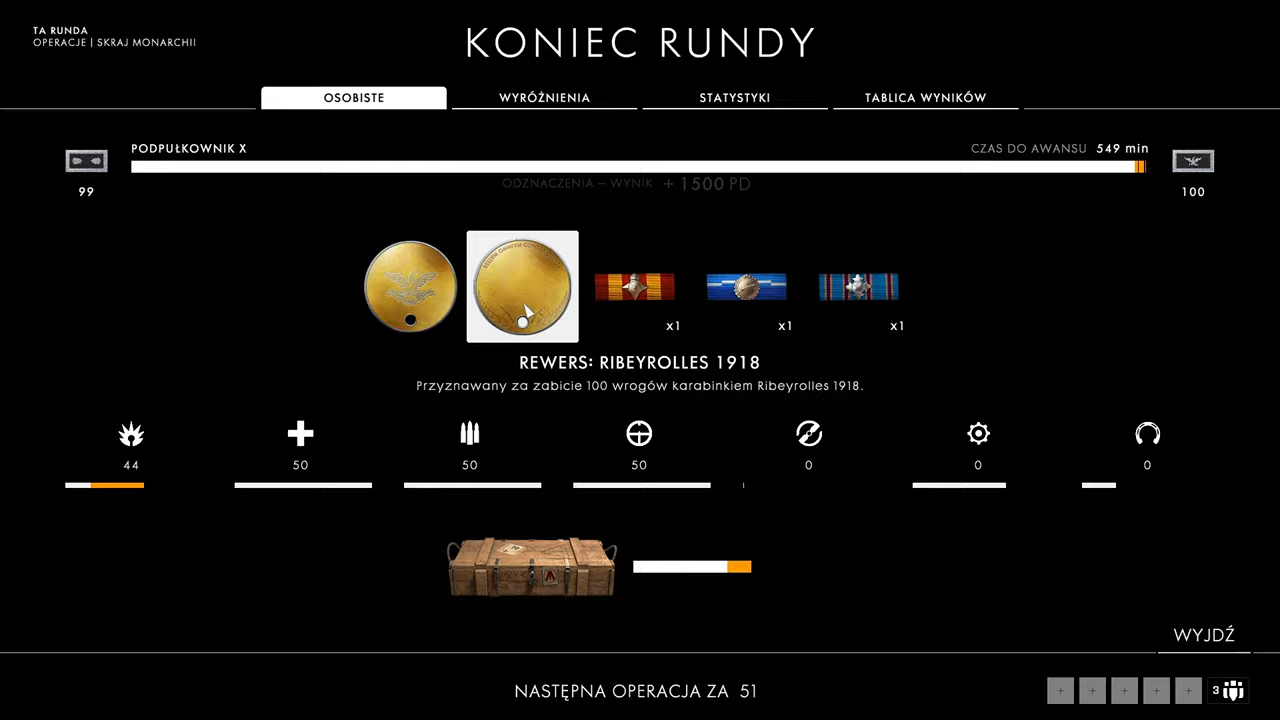 TA RUNDA
OPERACJE | SKRAJ MONARCHII
KONIEC RUNDY
OSOBISTE
WYRÓŻNIENIA
STATYSTYKI
TABLICA WYNIKÓW
PODPUŁKOWNIK X
CZAS DO AWANSU 549 min
99
100
ODZNACZENIA – WYNIK + 1500 PD
x1
x1
x1
REWERS: RIBEYROLLES 1918
Przyznawany za zabicie 100 wrogów karabinkiem Ribeyrolles 1918.
44
50
50
50
0
0
0
WYJDŹ
NASTĘPNA OPERACJA ZA 51
3